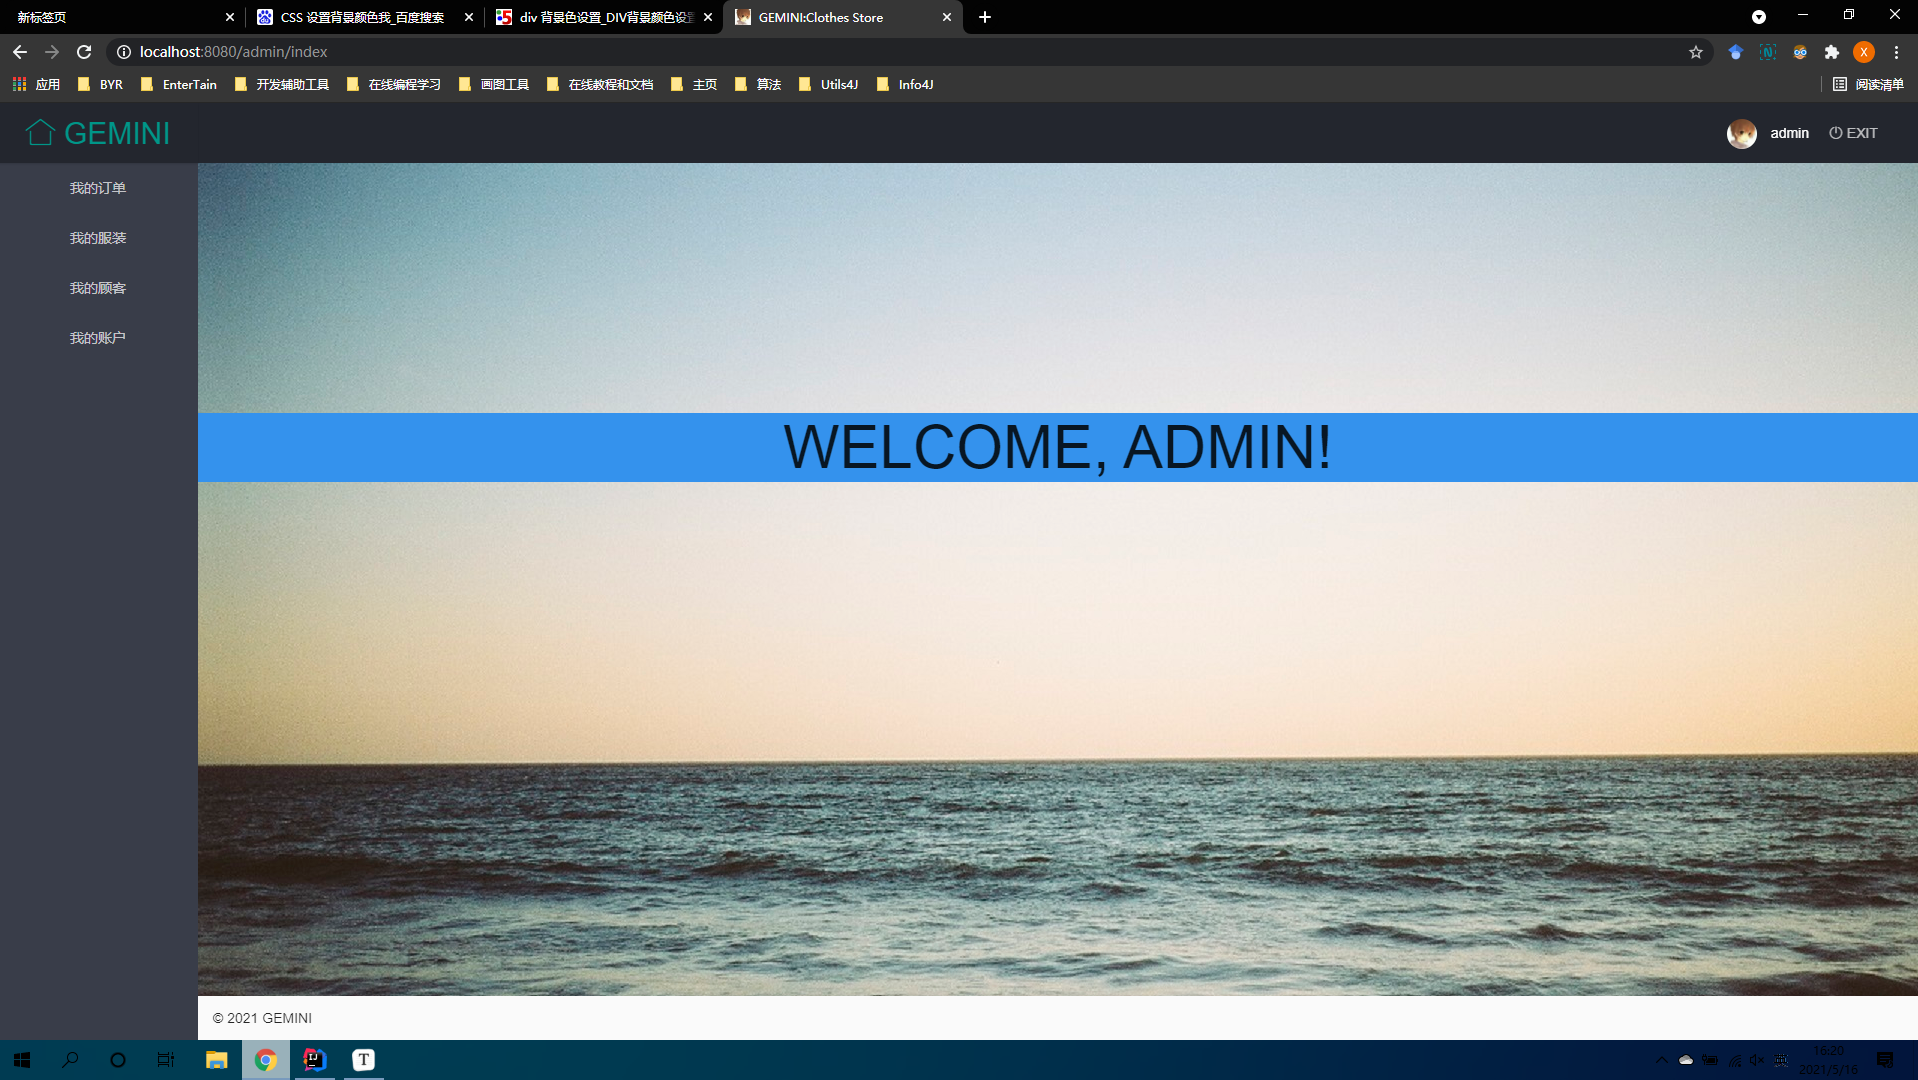 新标签页
CSS 设置背景颜色我_百度搜索
div 背景色设置_DIV背景颜色设置
GEMINI:Clothes Store
localhost:8080/admin/index
X
应用
BYR
EnterTain
开发辅助工具
在线编程学习
画图工具
在线教程和文档
主页
算法
Utils4J
Info4J
阅读清单
GEMINI
admin
EXIT
我的订单
我的服装
我的顾客
我的账户
WELCOME, ADMIN!
© 2021 GEMINI
IJ
T
英
16:20
2021/5/16